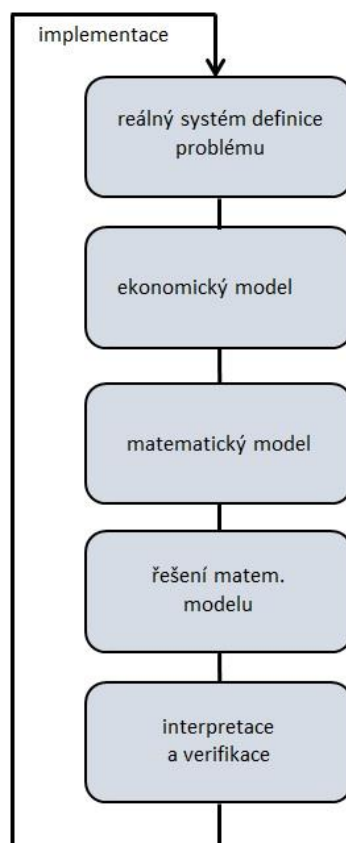 implementace
reálný systém definice
problému
ekonomický model
matematický model
řešení matem.
modelu
interpretace
a verifikace